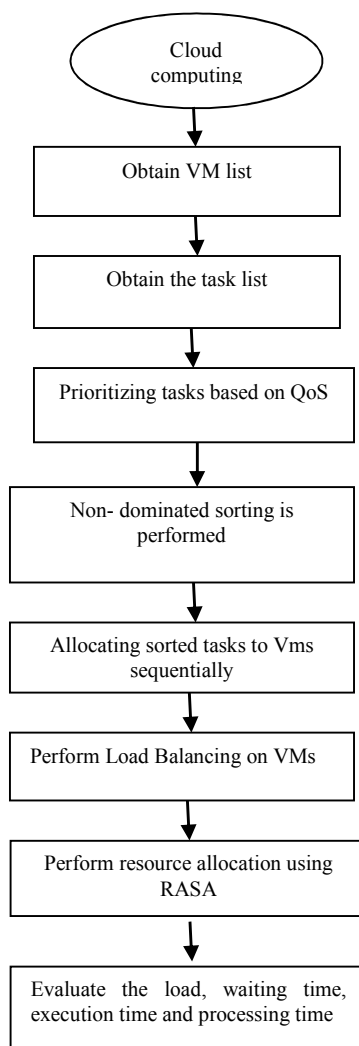 Cloud
computing
Obtain VM list
Obtain the task list
Prioritizing tasks based on QoS
Non- dominated sorting is
performed
Allocating sorted tasks to Vms
sequentially
Perform Load Balancing on VMs
Perform resource allocation using
RASA
Evaluate the load, waiting time,
execution time and processing time